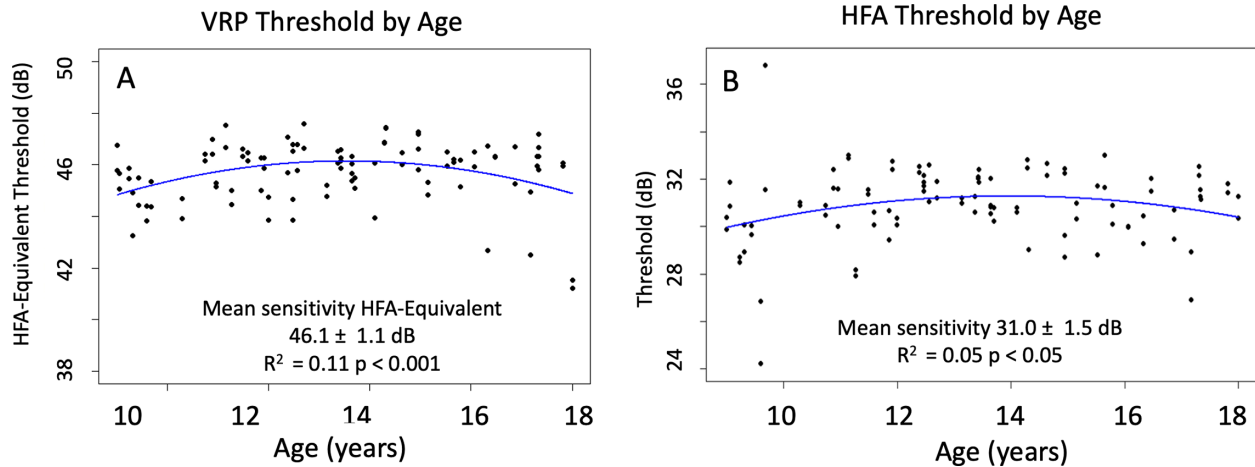 VRP Threshold by Age
A
HFA-Equivalent Threshold (dB)
50
46
42
38
Mean sensitivity HFA-Equivalent
46.1 ± 1.1 dB
R² = 0.11 p < 0.001
10 12 14 16 18
Age (years)
HFA Threshold by Age
B
Threshold (dB)
36
32
28
24
Mean sensitivity 31.0 ± 1.5 dB
R² = 0.05 p < 0.05
10 12 14 16 18
Age (years)